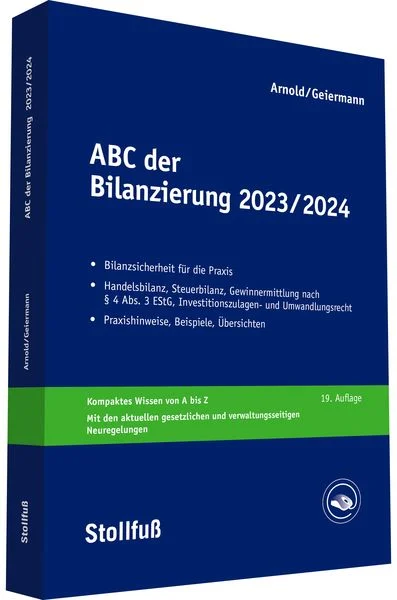 Arnold/Geiermann
ABC der
Bilanzierung 2023/2024
• Bilanzsicherheit für die Praxis
• Handelsbilanz, Steuerbilanz, Gewinnermittlung nach
§ 4 Abs. 3 EStG, Investitionszulagen- und Umwandlungsrecht
• Praxishinweise, Beispiele, Übersichten
Kompaktes Wissen von A bis Z
19. Auflage
Mit den aktuellen gesetzlichen und verwaltungsseitigen
Neuregelungen
Stollfuß
ABC der Bilanzierung 2023/2024
Arnold/Geiermann
Stollfuß